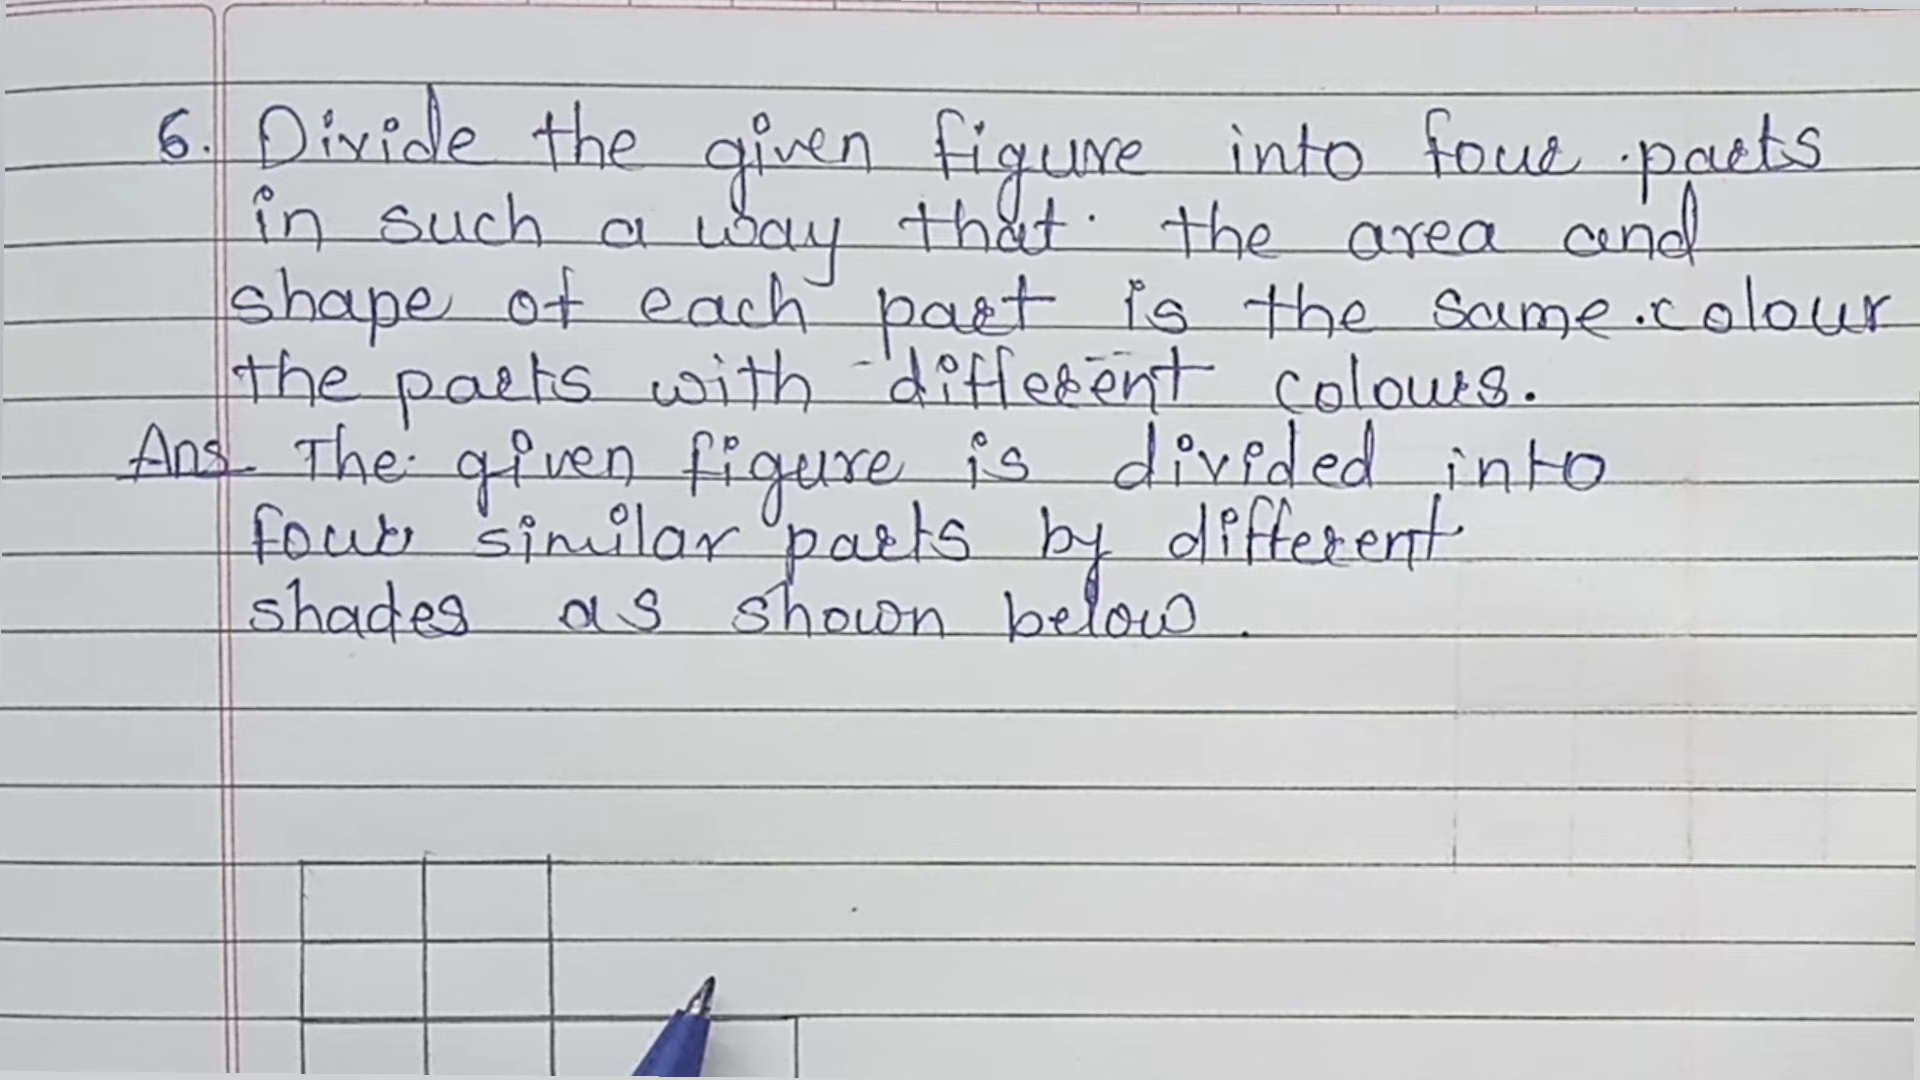 6. Divide the given figure into four parts
in such a way that the area and
shape of each part is the same. colour
the parts with different colours.
Ans The given figure is divided into
four similar parts by different
shades as shown below.